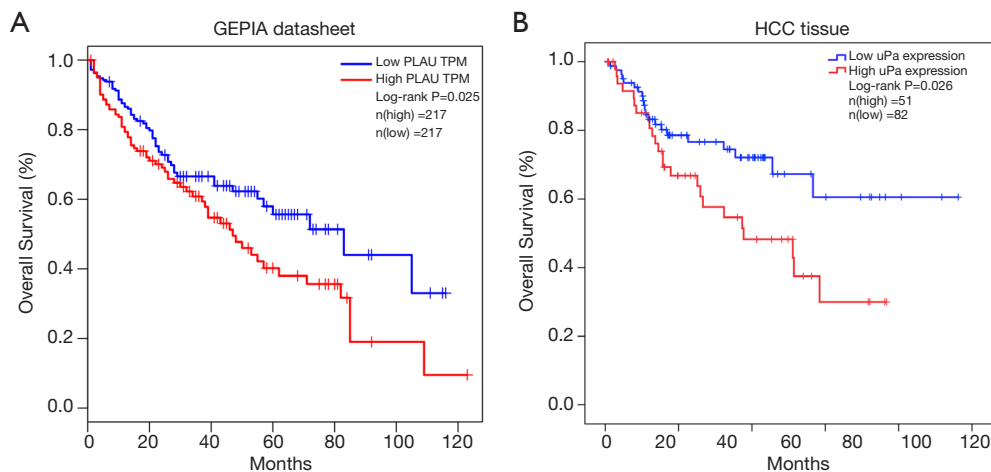 A
GEPIA datasheet
Low PLAU TPM
High PLAU TPM
Log-rank P=0.025
n(high) =217
n(low) =217
Overall Survival (%)
1.0
0.8
0.6
0.4
0.2
0.0
0 20 40 60 80 100 120
Months
B
HCC tissue
Low uPa expression
High uPa expression
Log-rank P=0.026
n(high) =51
n(low) =82
Overall Survival (%)
1.0
0.8
0.6
0.4
0.2
0.0
0 20 40 60 80 100 120
Months